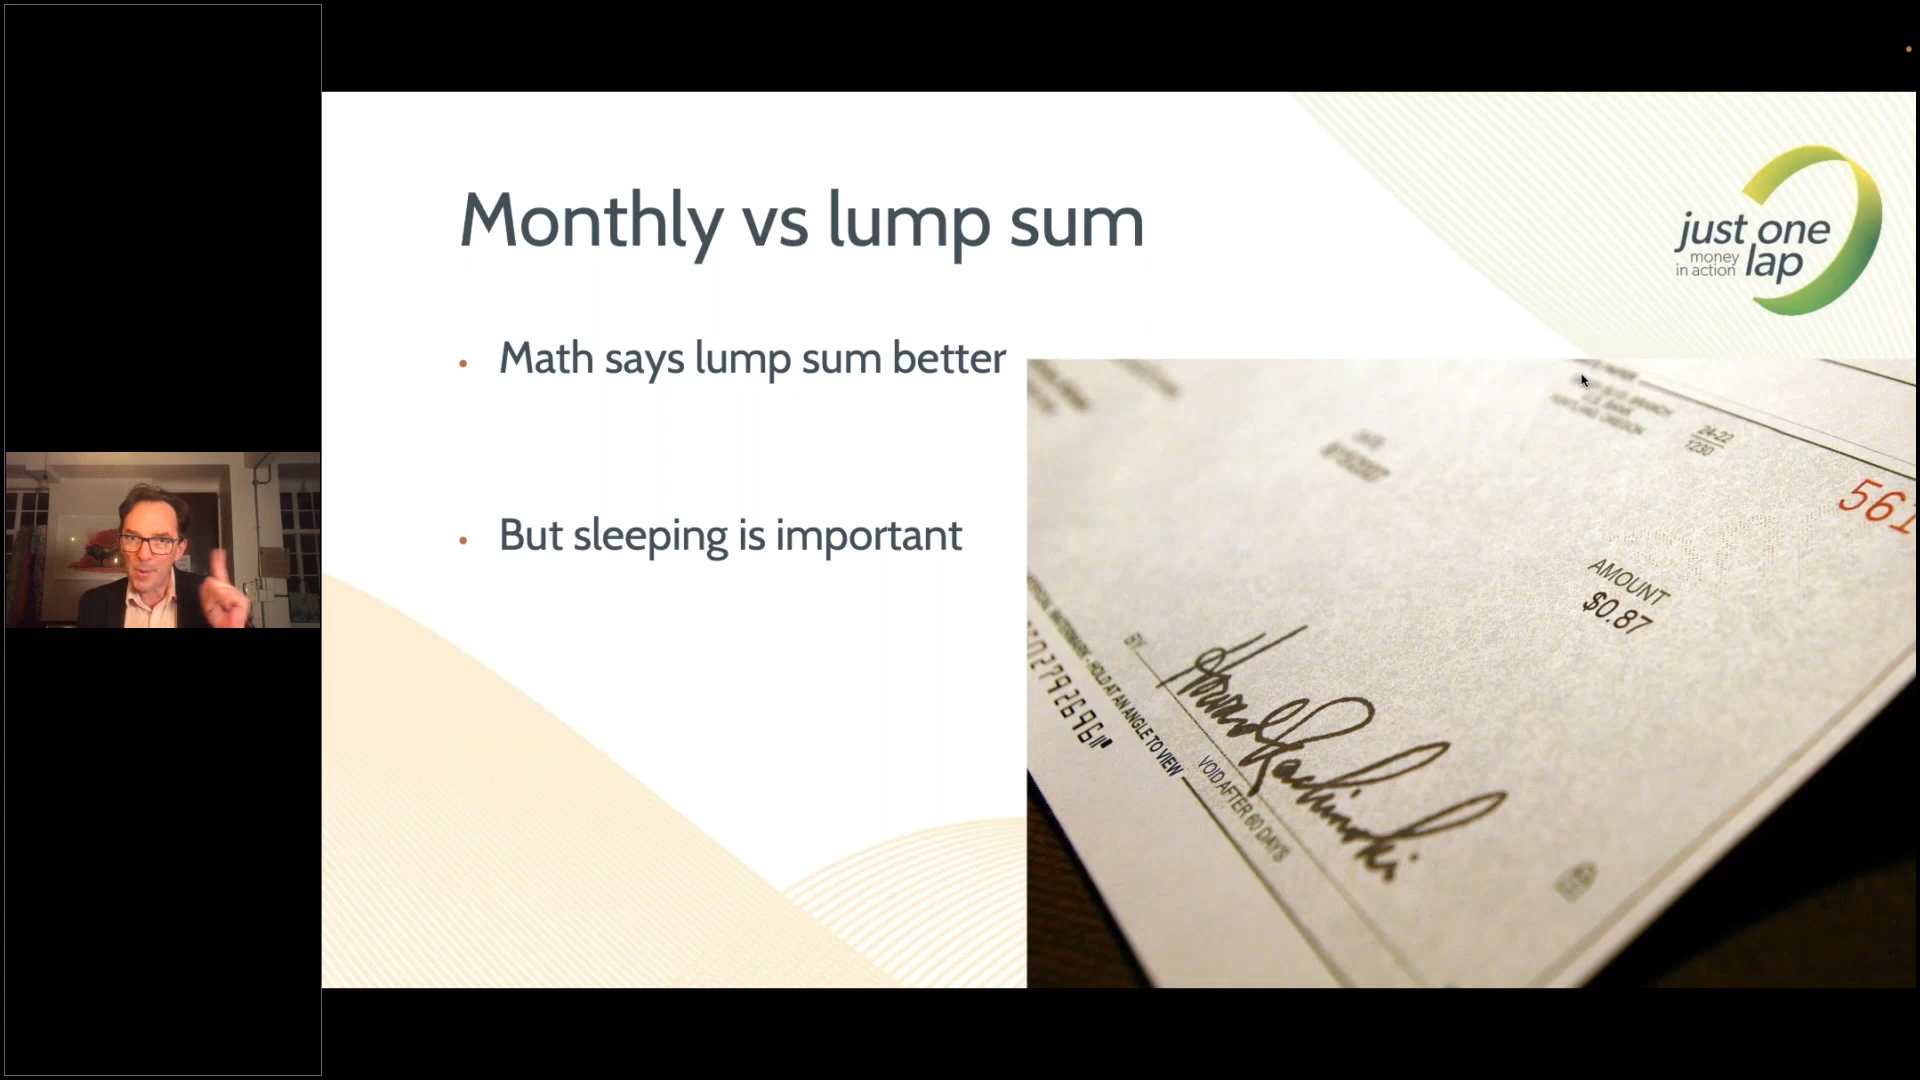 Monthly vs lump sum
just one
money
in action lap
Math says lump sum better
But sleeping is important
24-22
1230
561
AMOUNT
$0.87
BY
HOLD AT AN ANGLE TO VIEW
VOID AFTER 60 DAYS